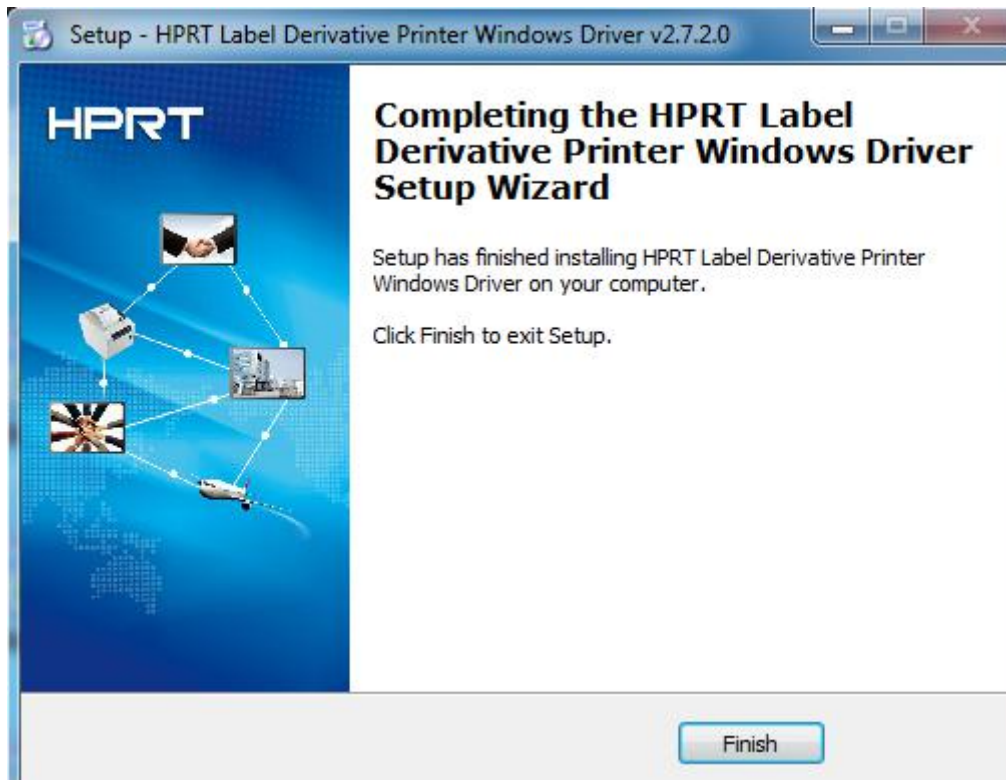 Setup - HPRT Label Derivative Printer Windows Driver v2.7.2.0
HPRT
Completing the HPRT Label
Derivative Printer Windows Driver
Setup Wizard
Setup has finished installing HPRT Label Derivative Printer
Windows Driver on your computer.
Click Finish to exit Setup.
Finish